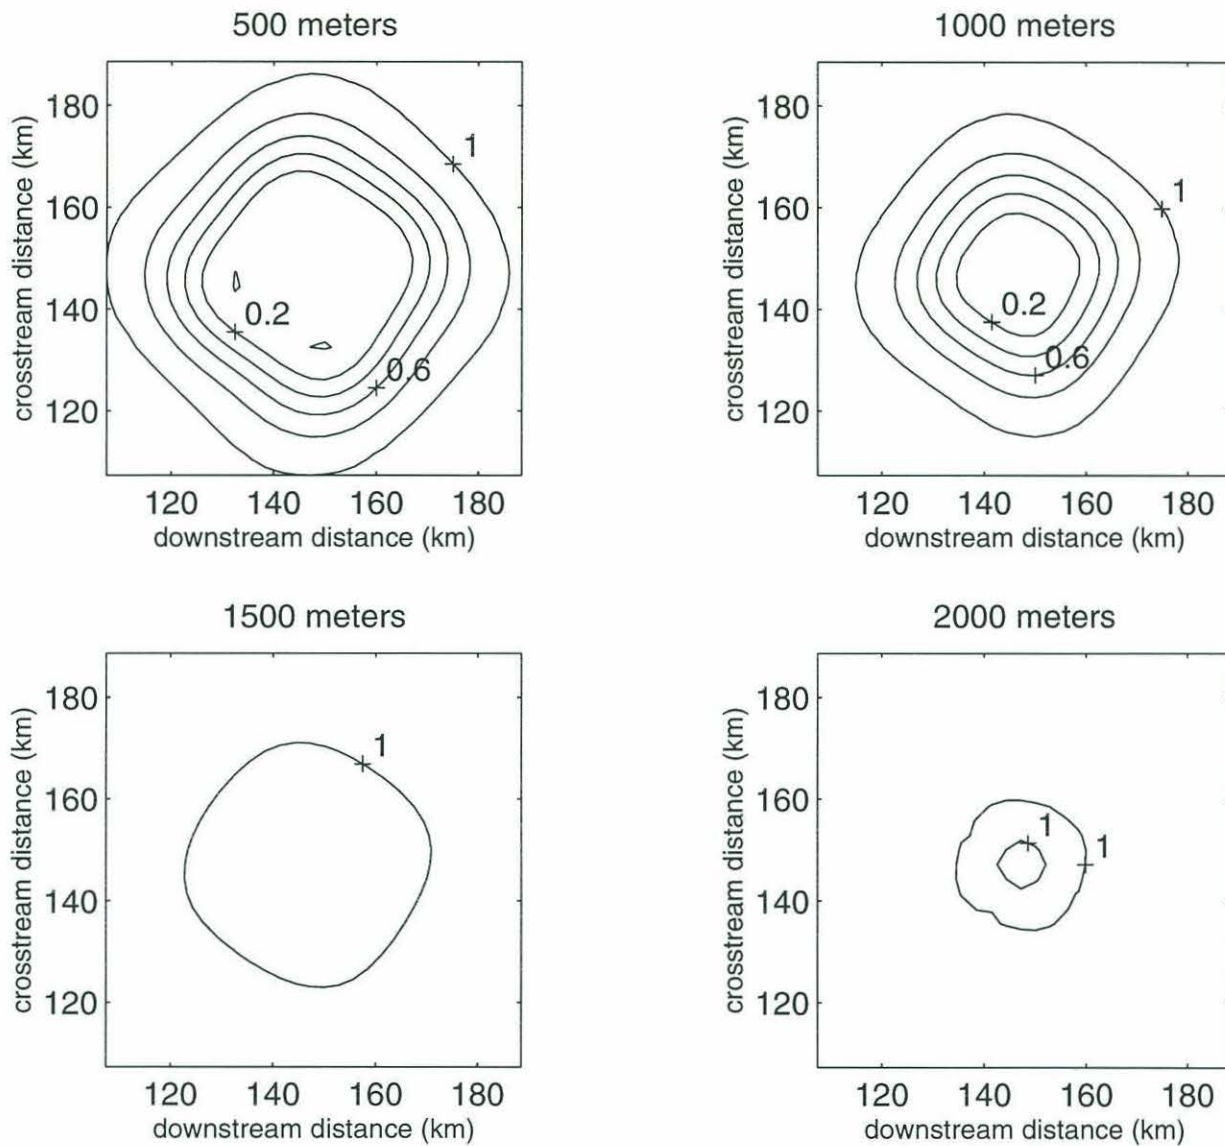 500 meters
crosstream distance (km)
180
160
140
120
1
0.2
0.6
120 140 160 180
downstream distance (km)
1000 meters
crosstream distance (km)
180
160
140
120
1
0.2
0.6
120 140 160 180
downstream distance (km)
1500 meters
crosstream distance (km)
180
160
140
120
1
120 140 160 180
downstream distance (km)
2000 meters
crosstream distance (km)
180
160
140
120
1
1
120 140 160 180
downstream distance (km)